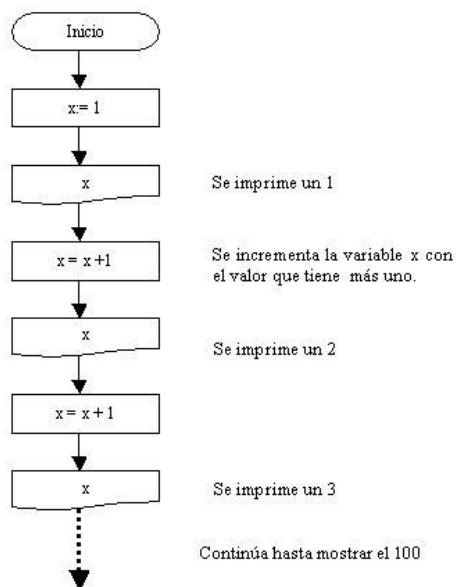 Inicio
x:= 1
x
Se imprime un 1
x = x +1
Se incrementa la variable x con
el valor que tiene más uno.
x
Se imprime un 2
x = x + 1
x
Se imprime un 3
Continúa hasta mostrar el 100